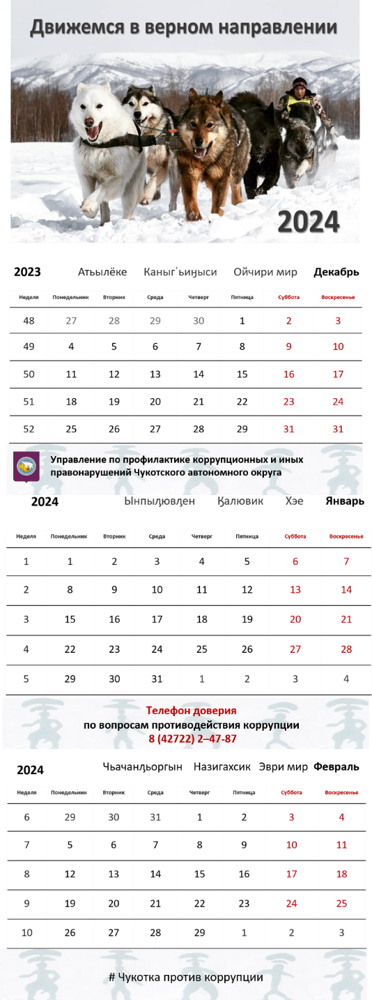 Движемся в верном направлении
2024
2023 Атьылёке Каныгʼыиӈыси Ойчири мир Декабрь
Неделя Понедельник Вторник Среда Четверг Пятница Суббота Воскресенье
48 27 28 29 30 1 2 3
49 4 5 6 7 8 9 10
50 11 12 13 14 15 16 17
51 18 19 20 21 22 23 24
52 25 26 27 28 29 31 31
Управление по профилактике коррупционных и иных
правонарушений Чукотского автономного округа
2024 Ынпыԓювԓен Ӄалювик Хэе Январь
Неделя Понедельник Вторник Среда Четверг Пятница Суббота Воскресенье
1 1 2 3 4 5 6 7
2 8 9 10 11 12 13 14
3 15 16 17 18 19 20 21
4 22 23 24 25 26 27 28
5 29 30 31 1 2 3 4
Телефон доверия
по вопросам противодействия коррупции
8 (42722) 2–47-87
2024 Чьачанԓьоргын Назигахсик Эври мир Февраль
Неделя Понедельник Вторник Среда Четверг Пятница Суббота Воскресенье
6 29 30 31 1 2 3 4
7 5 6 7 8 9 10 11
8 12 13 14 15 16 17 18
9 19 20 21 22 23 24 25
10 26 27 28 29 1 2 3
# Чукотка против коррупции